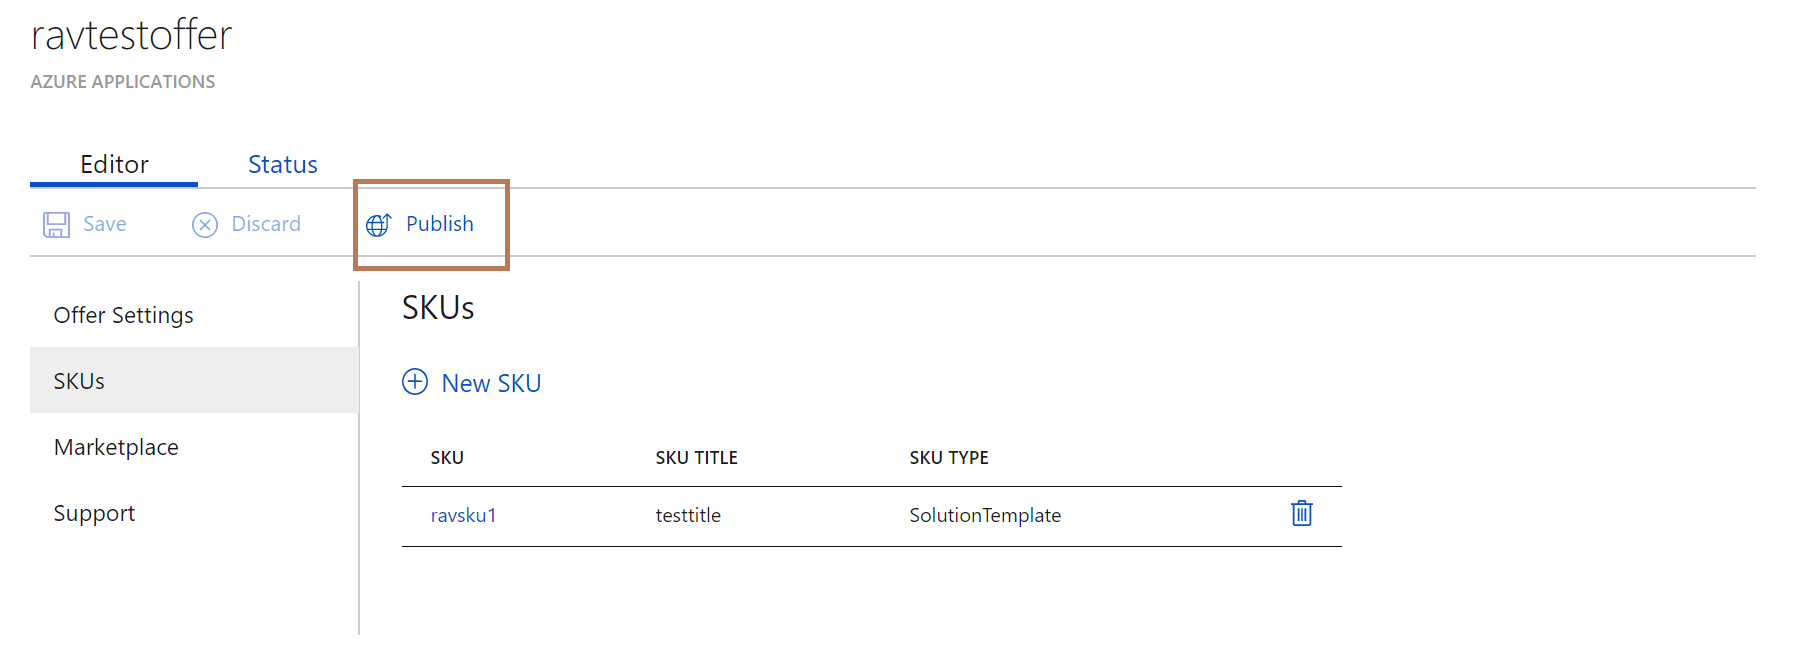 ravtestoffer
AZURE APPLICATIONS
Editor Status
Save Discard Publish
Offer Settings
SKUs
Marketplace
Support
SKUs
New SKU
SKU SKU TITLE SKU TYPE
ravsku1 testtitle SolutionTemplate